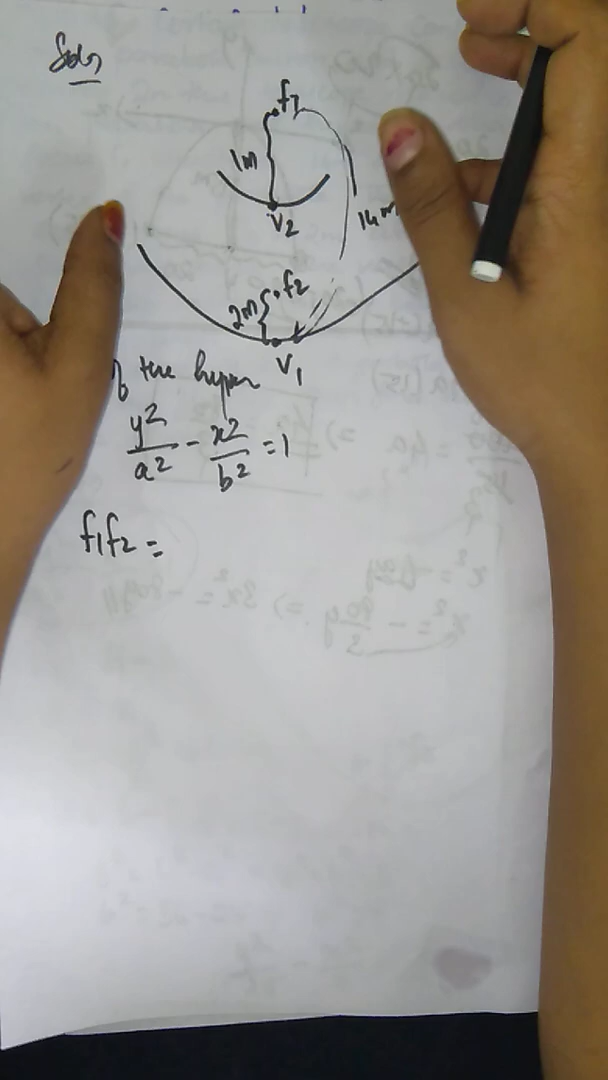 Soln
f1
1m
V2
14m
f2
2m
V1
of the hyper
y²/a² - x²/b² = 1
f1f2 =